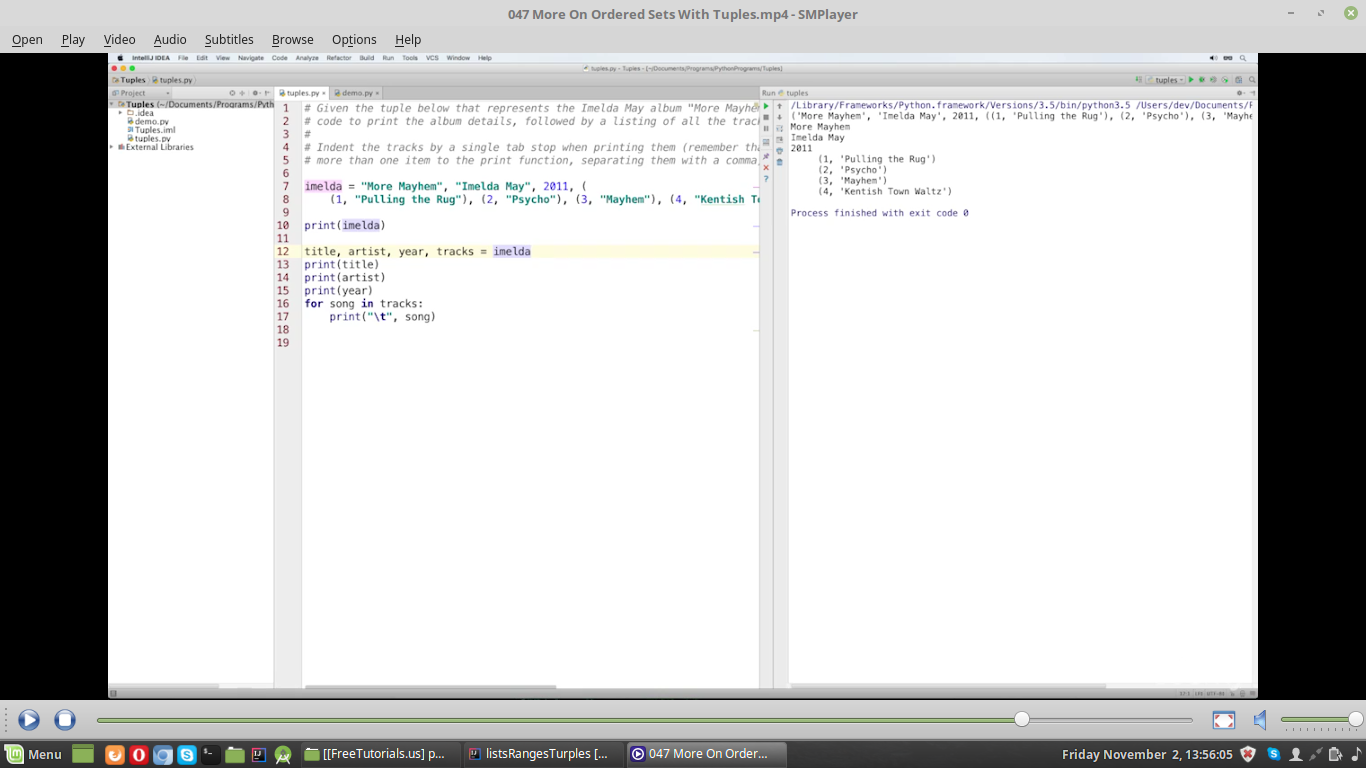 047 More On Ordered Sets With Tuples.mp4 - SMPlayer
Open Play Video Audio Subtitles Browse Options Help
IntelliJ IDEA File Edit View Navigate Code Analyze Refactor Build Run Tools VCS Window Help
tuples.py - Tuples - [~/Documents/Programs/PythonPrograms/Tuples]
Tuples tuples.py
tuples
Project
Tuples (~/Documents/Programs/Pyth
.idea
demo.py
Tuples.iml
tuples.py
External Libraries
tuples.py × demo.py ×
1 # Given the tuple below that represents the Imelda May album "More Mayhe
2 # code to print the album details, followed by a listing of all the trac
3 #
4 # Indent the tracks by a single tab stop when printing them (remember tha
5 # more than one item to the print function, separating them with a comma
6
7 imelda = "More Mayhem", "Imelda May", 2011, (
8 (1, "Pulling the Rug"), (2, "Psycho"), (3, "Mayhem"), (4, "Kentish T
9
10 print(imelda)
11
12 title, artist, year, tracks = imelda
13 print(title)
14 print(artist)
15 print(year)
16 for song in tracks:
17 print("\t", song)
18
19
Run tuples
/Library/Frameworks/Python.framework/Versions/3.5/bin/python3.5 /Users/dev/Documents/F
('More Mayhem', 'Imelda May', 2011, ((1, 'Pulling the Rug'), (2, 'Psycho'), (3, 'Mayhe
More Mayhem
Imelda May
2011
(1, 'Pulling the Rug')
(2, 'Psycho')
(3, 'Mayhem')
(4, 'Kentish Town Waltz')
Process finished with exit code 0
Menu
[[FreeTutorials.us] p...
listsRangesTurples [...
047 More On Order...
Friday November 2, 13:56:05